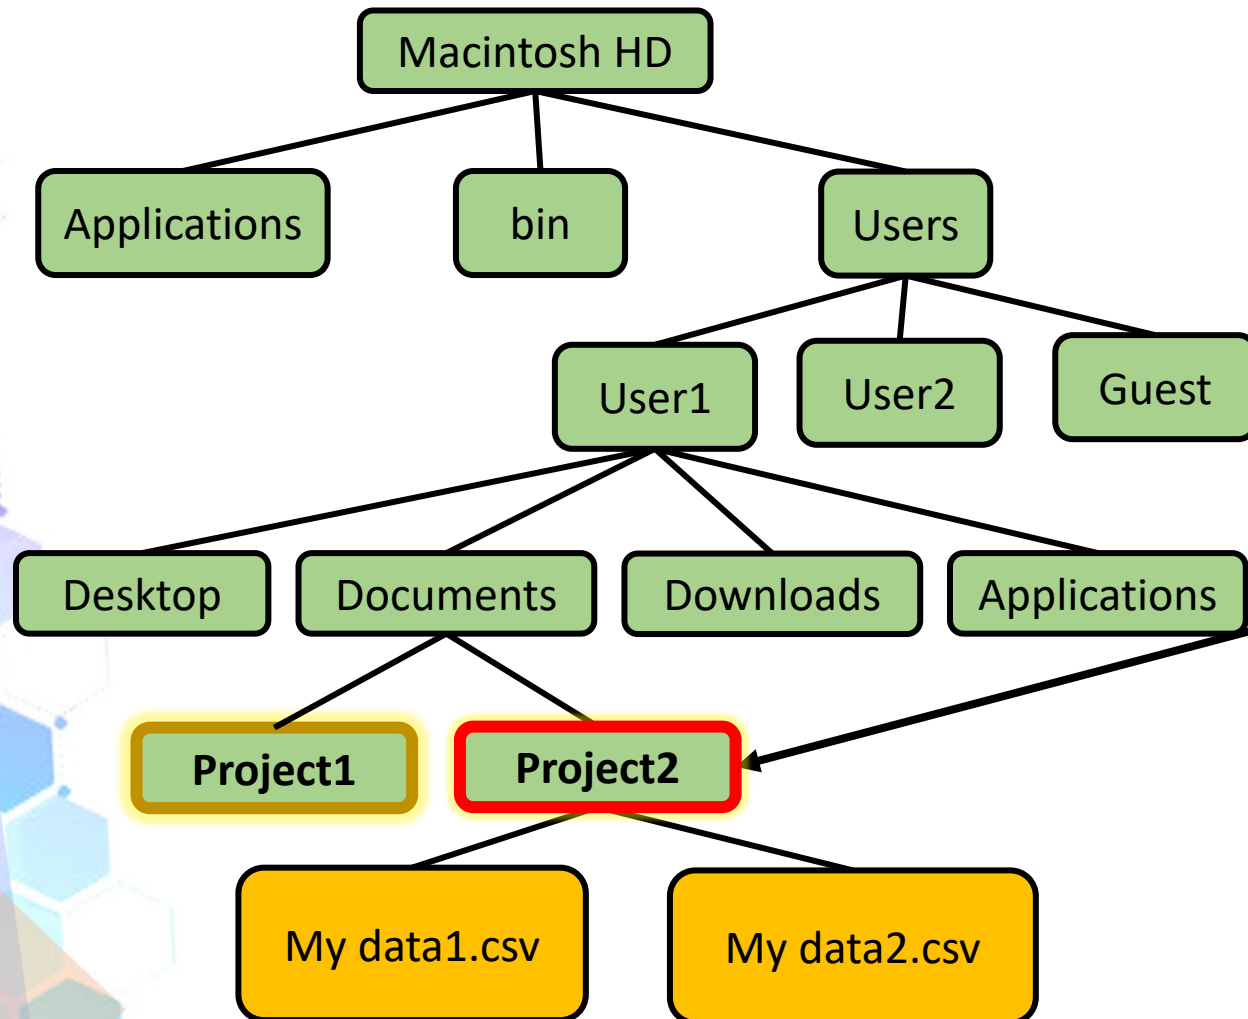 Macintosh HD
Applications
bin
Users
User1
User2
Guest
Desktop
Documents
Downloads
Applications
Project1
Project2
My data1.csv
My data2.csv